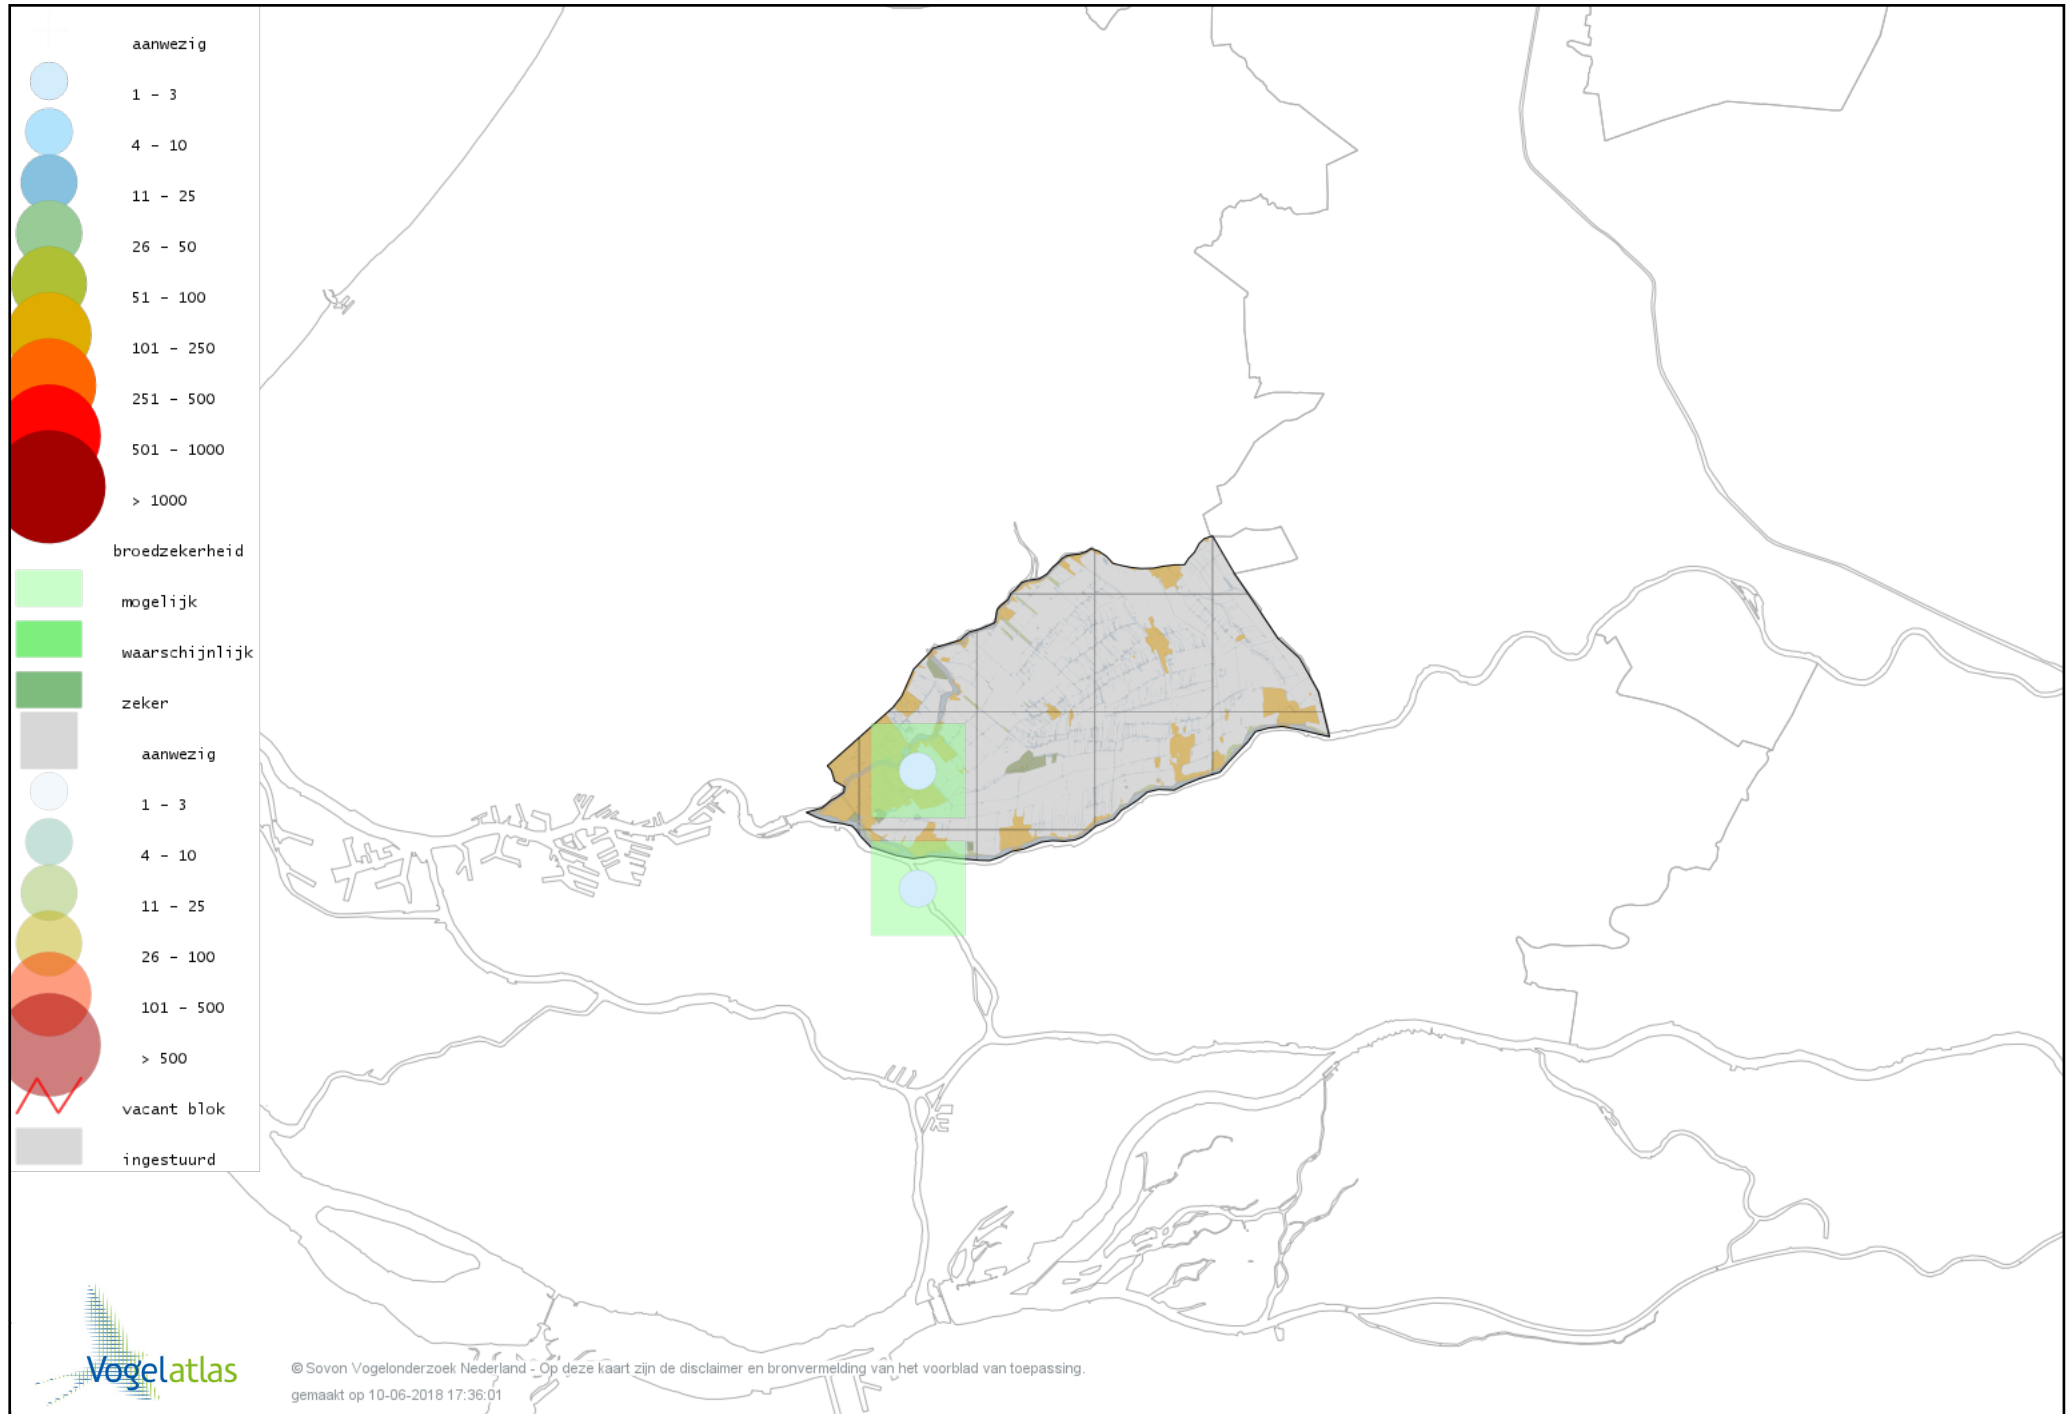 aanwezig
1 - 3
4 - 10
11 - 25
26 - 50
51 - 100
101 - 250
251 - 500
501 - 1000
> 1000
broedzekerheid
mogelijk
waarschijnlijk
zeker
aanwezig
1 - 3
4 - 10
11 - 25
26 - 100
101 - 500
> 500
vacant blok
ingestuurd
Vogelatlas
© Sovon Vogelonderzoek Nederland - Op deze kaart zijn de disclaimer en bronvermelding van het voorblad van toepassing.
gemaakt op 10-06-2018 17:36:01